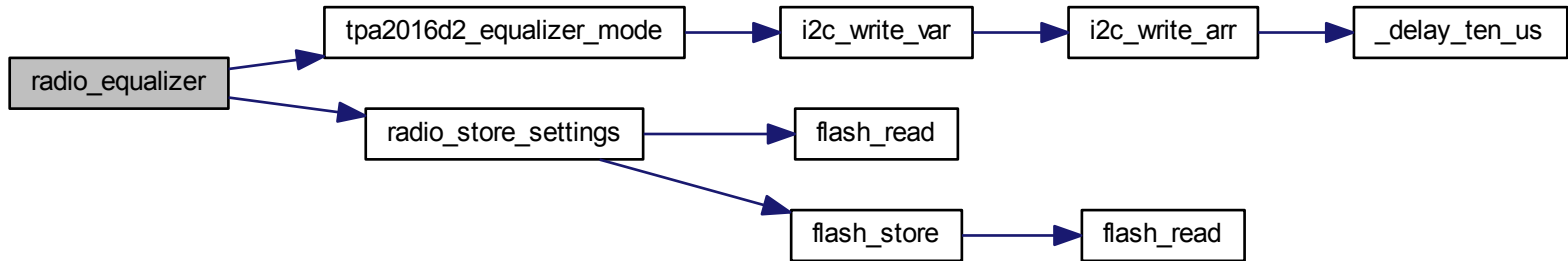 radio_equalizer
tpa2016d2_equalizer_mode
i2c_write_var
i2c_write_arr
_delay_ten_us
radio_store_settings
flash_read
flash_store
flash_read